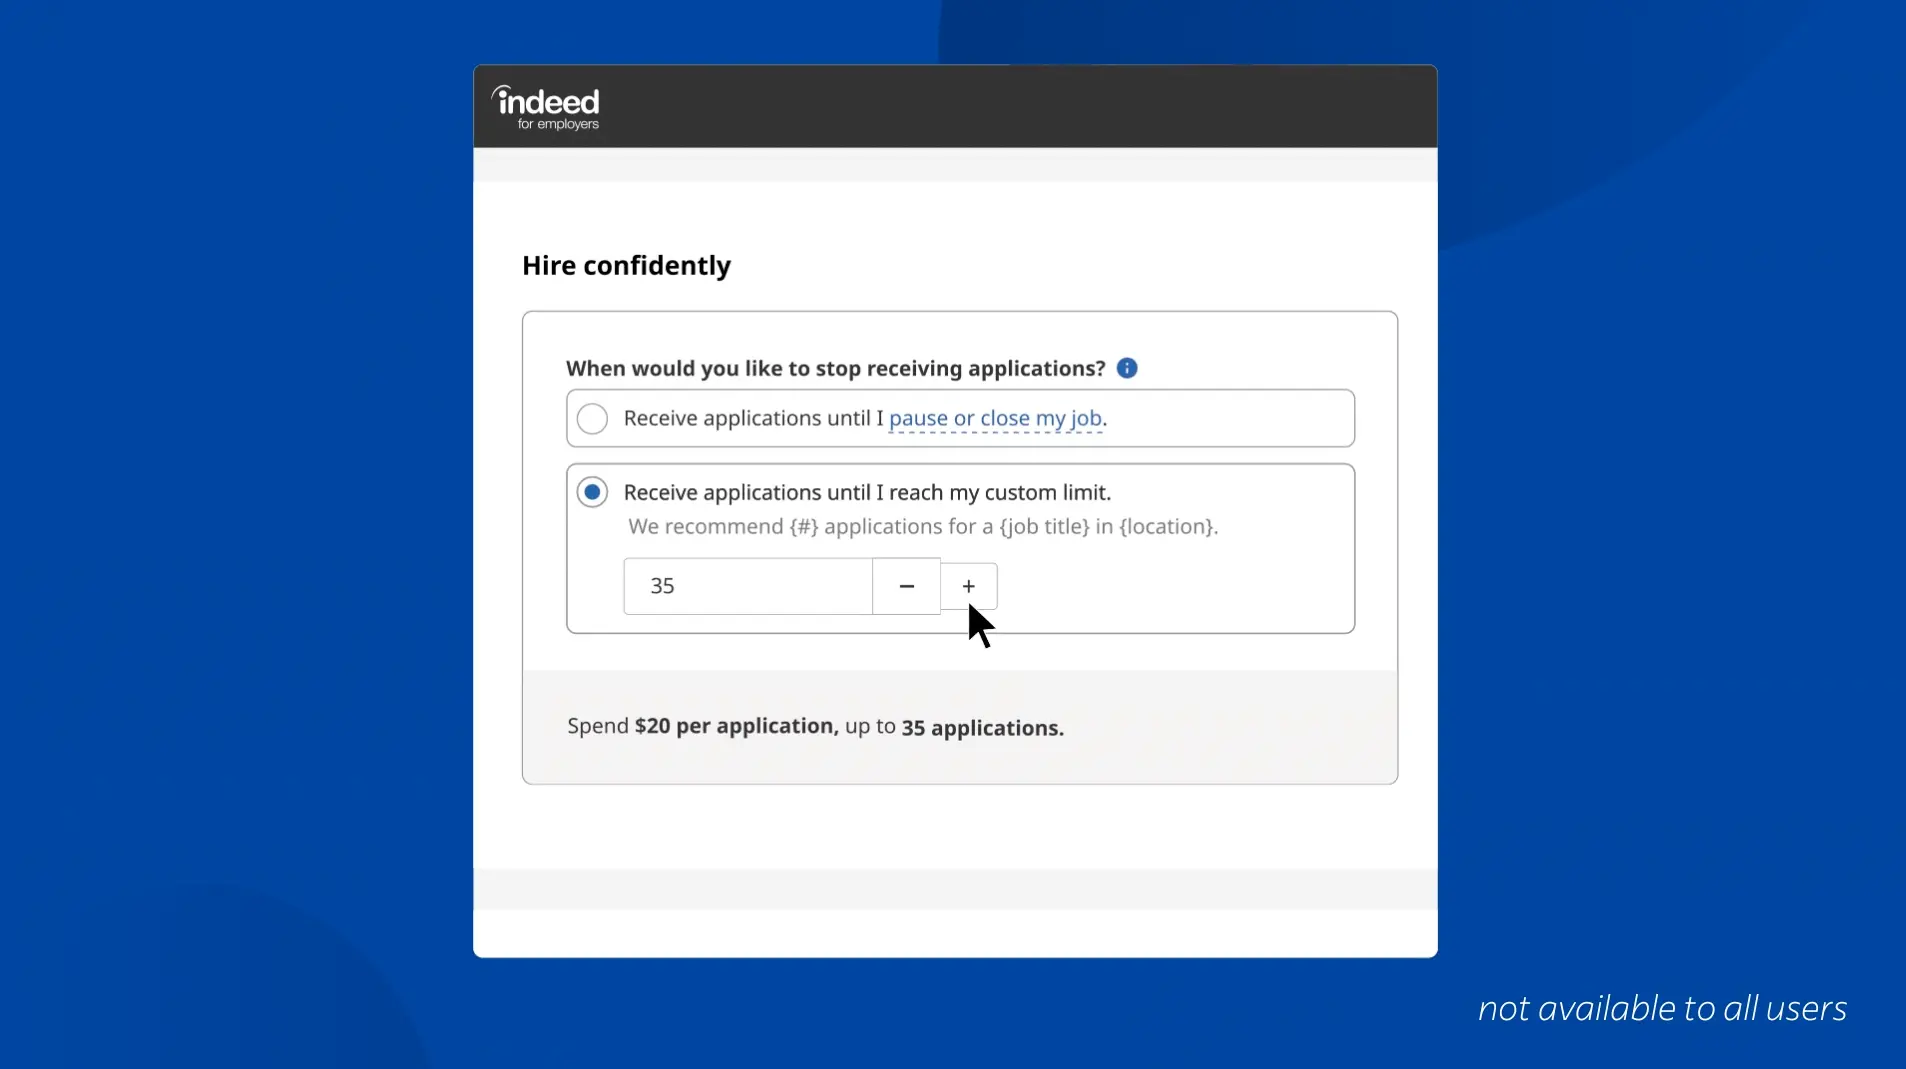 indeed
for employers
Hire confidently
When would you like to stop receiving applications?
Receive applications until I pause or close my job.
Receive applications until I reach my custom limit.
We recommend {#} applications for a {job title} in {location}.
35 − +
Spend $20 per application, up to 35 applications.
not available to all users